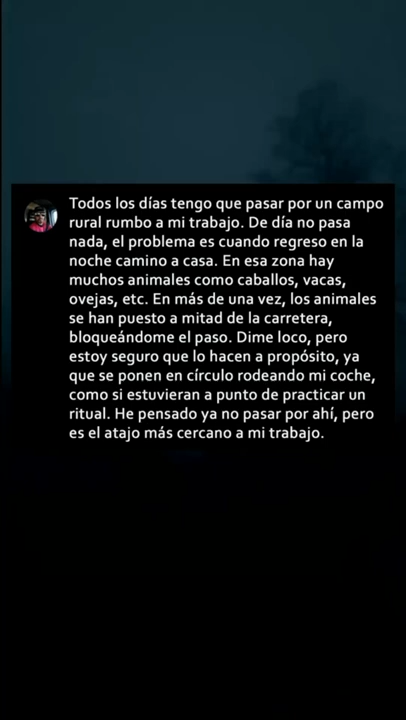 Todos los días tengo que pasar por un campo
rural rumbo a mi trabajo. De día no pasa
nada, el problema es cuando regreso en la
noche camino a casa. En esa zona hay
muchos animales como caballos, vacas,
ovejas, etc. En más de una vez, los animales
se han puesto a mitad de la carretera,
bloqueándome el paso. Dime loco, pero
estoy seguro que lo hacen a propósito, ya
que se ponen en círculo rodeando mi coche,
como si estuvieran a punto de practicar un
ritual. He pensado ya no pasar por ahí, pero
es el atajo más cercano a mi trabajo.